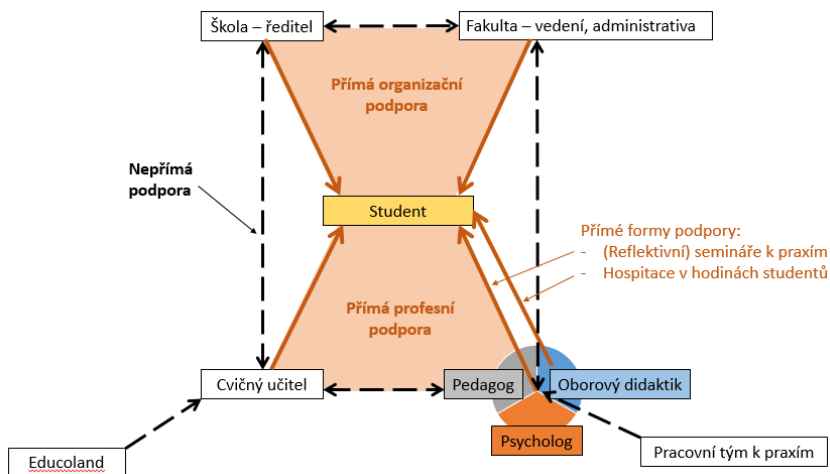 Škola – ředitel
Fakulta – vedení, administrativa
Přímá organizační
podpora
Nepřímá
podpora
Student
Přímé formy podpory:
- (Reflektivní) semináře k praxím
- Hospitace v hodinách studentů
Přímá profesní
podpora
Cvičný učitel
Pedagog
Oborový didaktik
Psycholog
Educoland
Pracovní tým k praxím